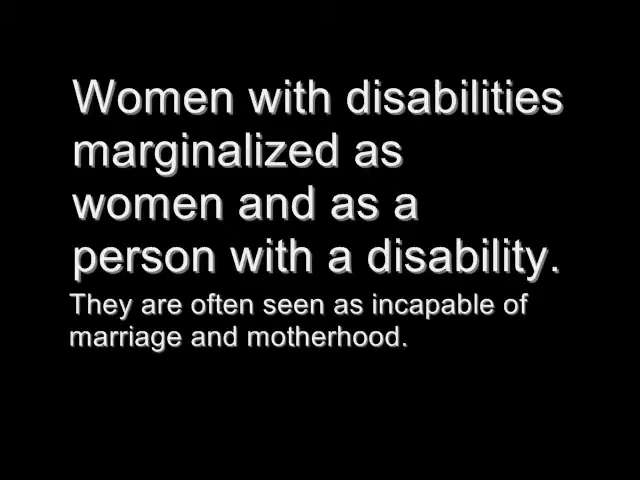 Women with disabilities
marginalized as
women and as a
person with a disability.
They are often seen as incapable of
marriage and motherhood.